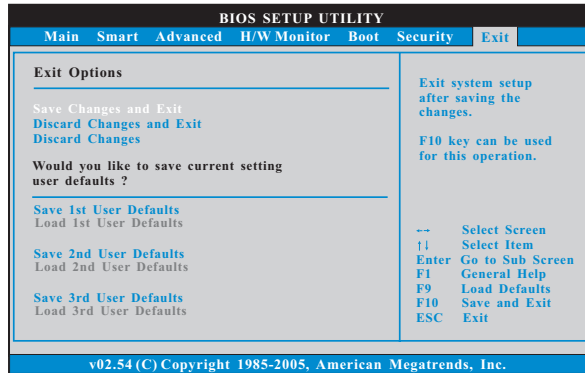 BIOS SETUP UTILITY
Main Smart Advanced H/W Monitor Boot Security Exit
Exit Options
Save Changes and Exit
Discard Changes and Exit
Discard Changes
Would you like to save current setting
user defaults ?
Save 1st User Defaults
Load 1st User Defaults
Save 2nd User Defaults
Load 2nd User Defaults
Save 3rd User Defaults
Load 3rd User Defaults
Exit system setup
after saving the
changes.
F10 key can be used
for this operation.
←→ Select Screen
↑↓ Select Item
Enter Go to Sub Screen
F1 General Help
F9 Load Defaults
F10 Save and Exit
ESC Exit
v02.54 (C) Copyright 1985-2005, American Megatrends, Inc.